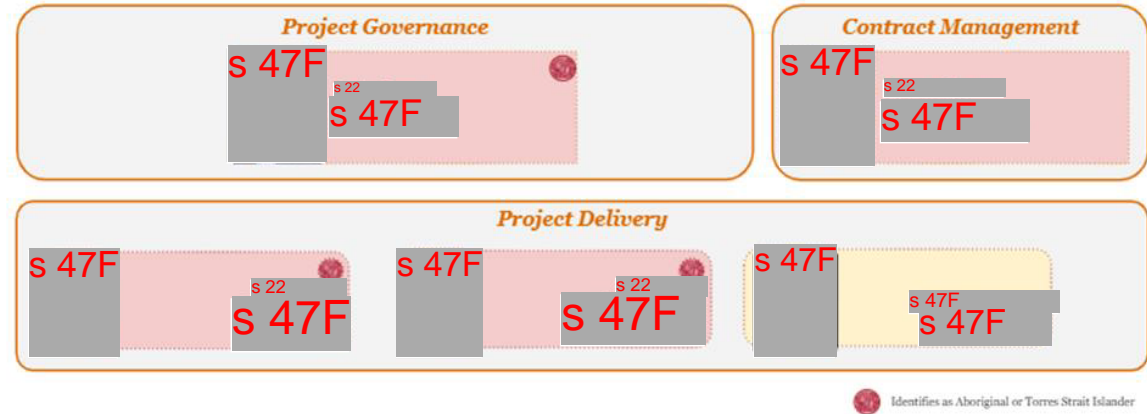 Project Governance
s 47F
s 22
s 47F
Contract Management
s 47F
s 22
s 47F
Project Delivery
s 47F
s 22
s 47F
s 47F
s 22
s 47F
s 47F
s 47F
s 47F
Identifies as Aboriginal or Torres Strait Islander